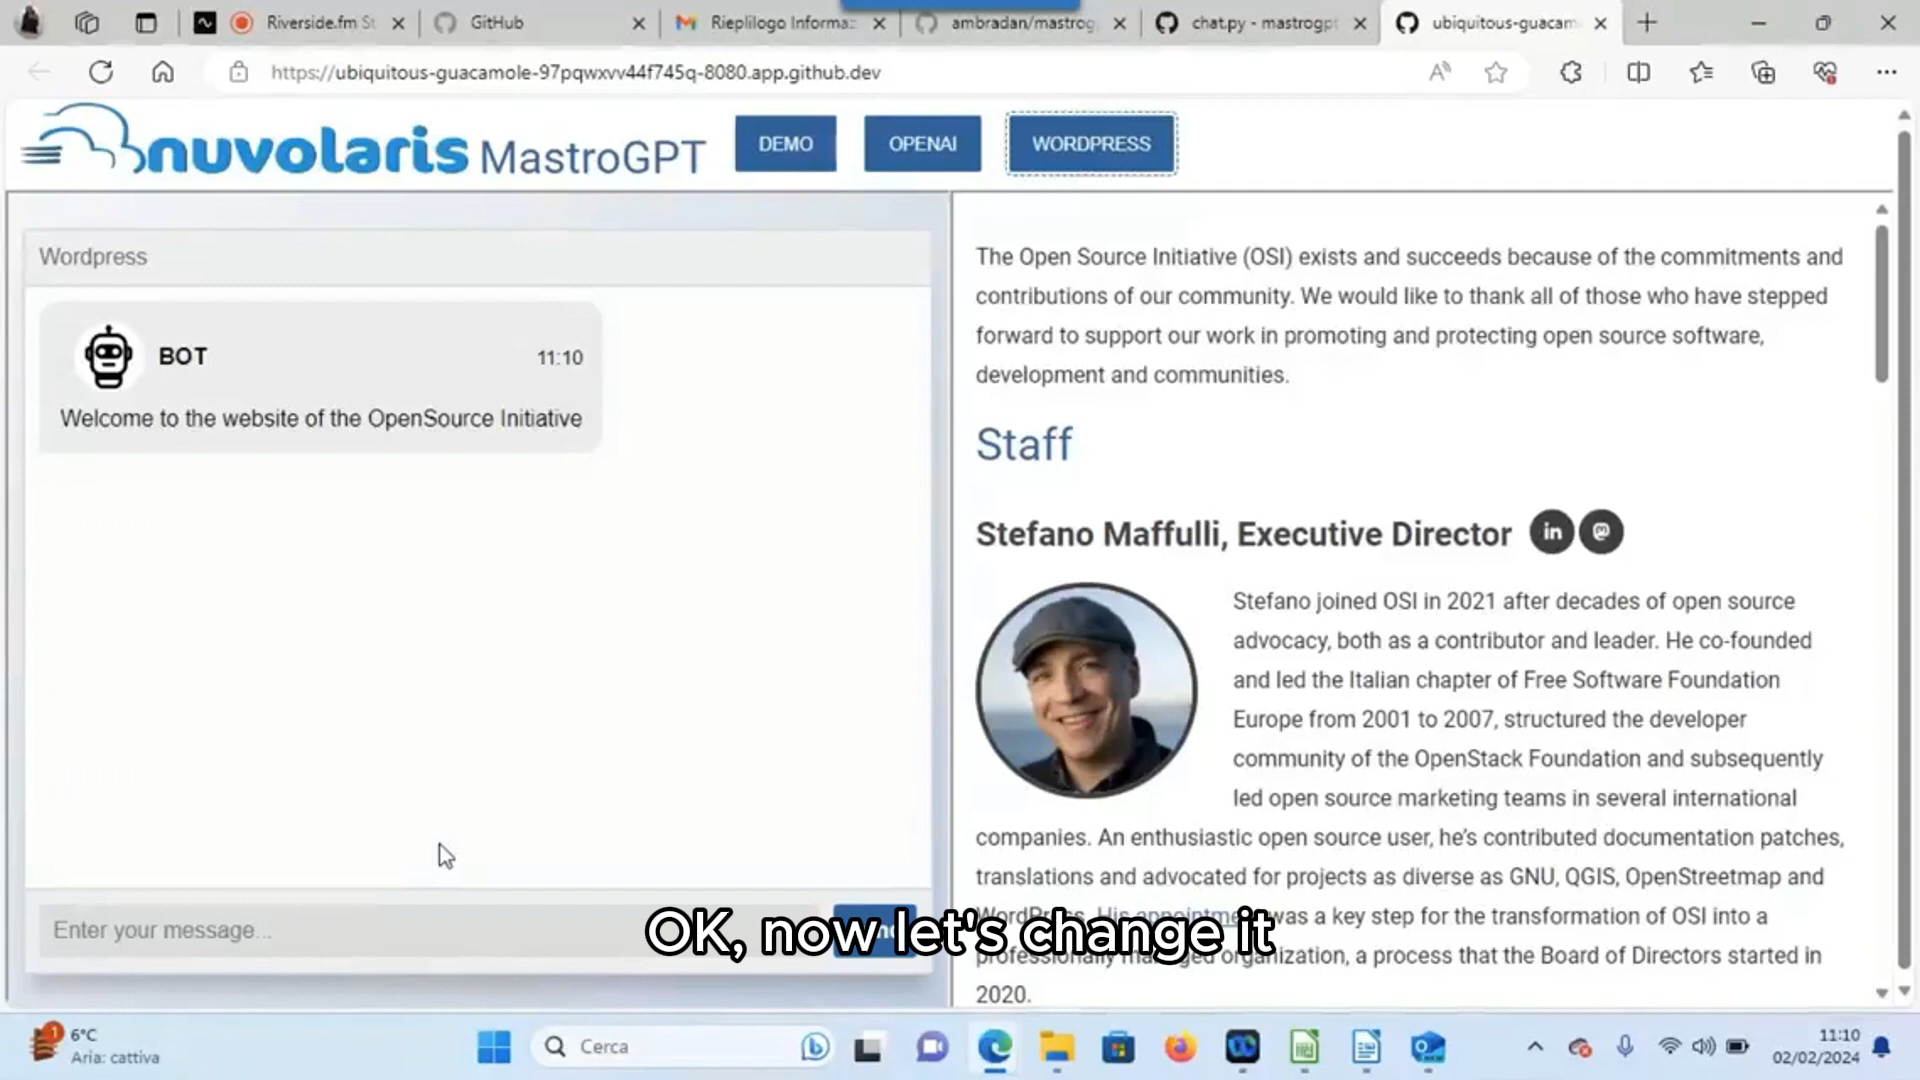 Riverside.fm St
GitHub
Riepilogo Informaz
ambradan/mastrog
chat.py - mastrogpt
ubiquitous-guacam
https://ubiquitous-guacamole-97pqwxvv44f745q-8080.app.github.dev
nuvolaris MastroGPT
DEMO
OPENAI
WORDPRESS
Wordpress
BOT
11:10
Welcome to the website of the OpenSource Initiative
Enter your message...
The Open Source Initiative (OSI) exists and succeeds because of the commitments and
contributions of our community. We would like to thank all of those who have stepped
forward to support our work in promoting and protecting open source software,
development and communities.
Staff
Stefano Maffulli, Executive Director
in
Stefano joined OSI in 2021 after decades of open source
advocacy, both as a contributor and leader. He co-founded
and led the Italian chapter of Free Software Foundation
Europe from 2001 to 2007, structured the developer
community of the OpenStack Foundation and subsequently
led open source marketing teams in several international
companies. An enthusiastic open source user, he's contributed documentation patches,
translations and advocated for projects as diverse as GNU, QGIS, OpenStreetmap and
WordPress. His appointment was a key step for the transformation of OSI into a
professionally managed organization, a process that the Board of Directors started in
2020.
OK, now let's change it
1
6°C
Aria: cattiva
Cerca
11:10
02/02/2024